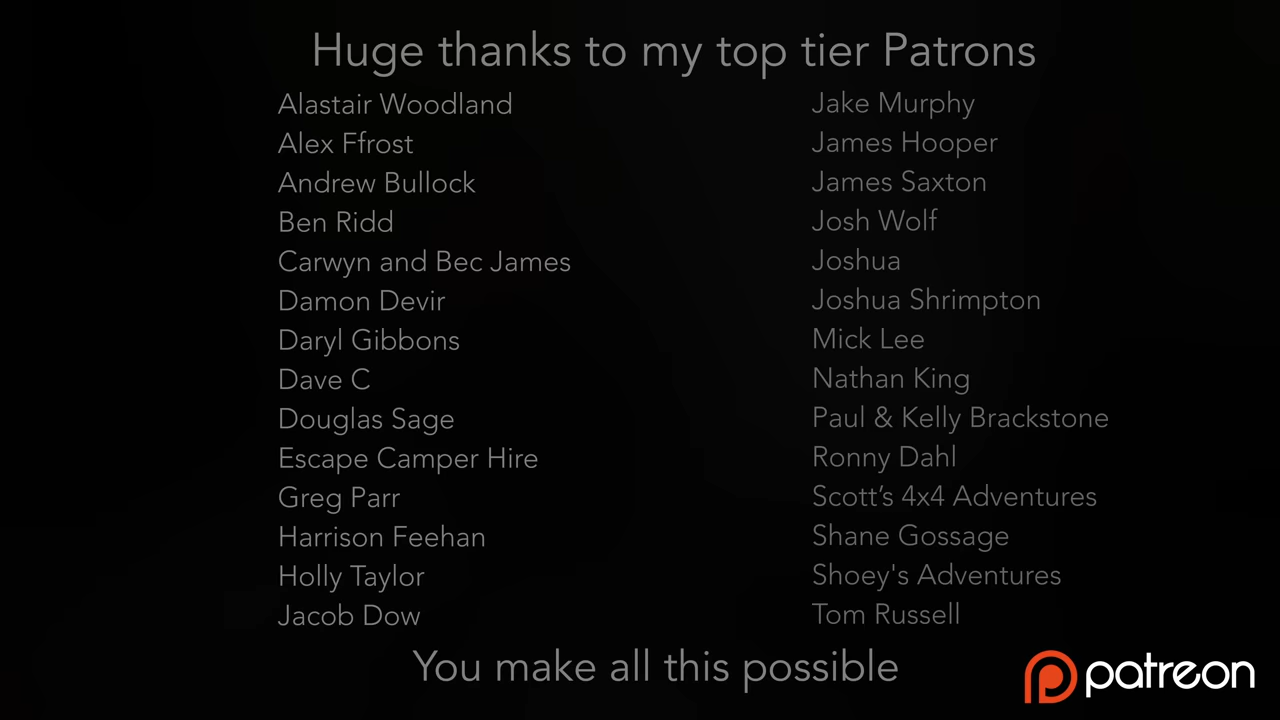 Huge thanks to my top tier Patrons
Alastair Woodland
Alex Ffrost
Andrew Bullock
Ben Ridd
Carwyn and Bec James
Damon Devir
Daryl Gibbons
Dave C
Douglas Sage
Escape Camper Hire
Greg Parr
Harrison Feehan
Holly Taylor
Jacob Dow
Jake Murphy
James Hooper
James Saxton
Josh Wolf
Joshua
Joshua Shrimpton
Mick Lee
Nathan King
Paul & Kelly Brackstone
Ronny Dahl
Scott’s 4x4 Adventures
Shane Gossage
Shoey's Adventures
Tom Russell
You make all this possible
patreon